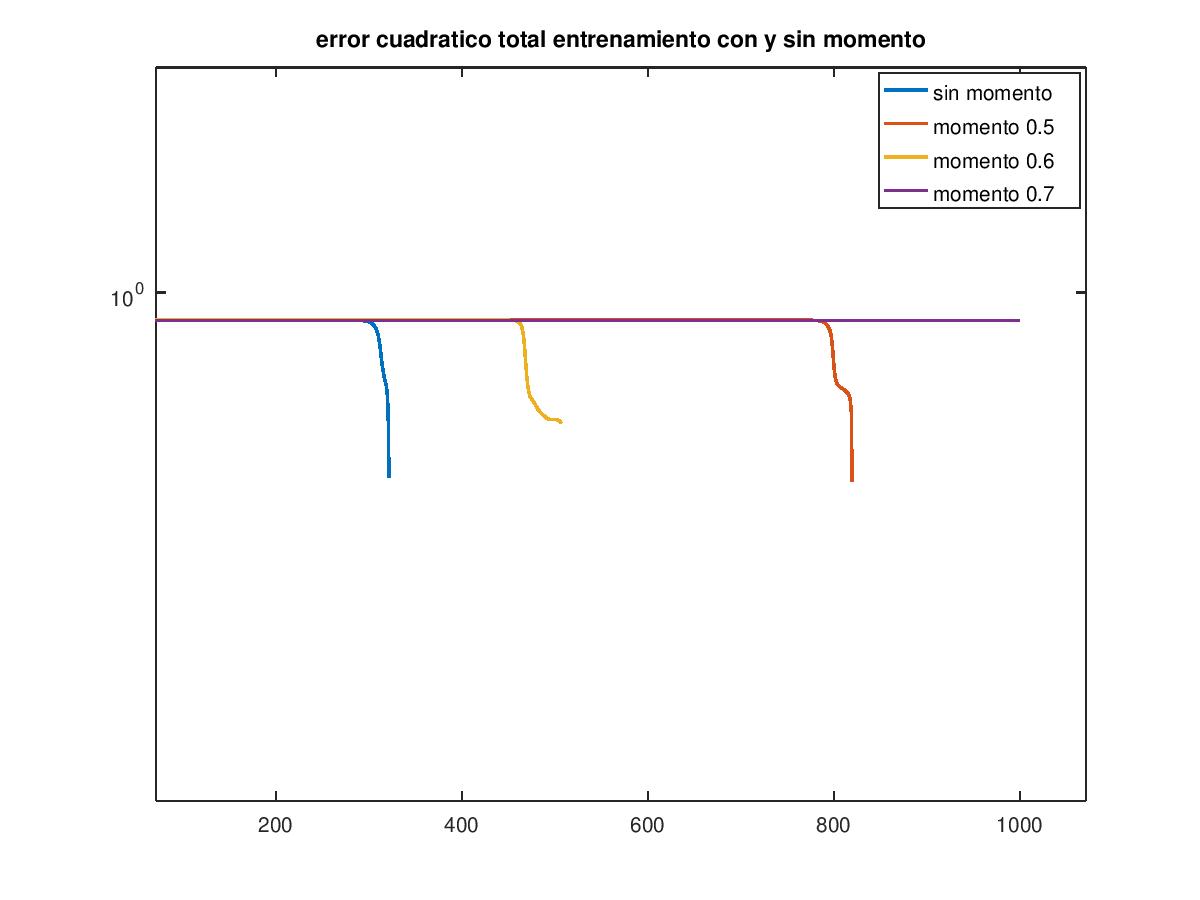 error cuadratico total entrenamiento con y sin momento
sin momento
momento 0.5
momento 0.6
momento 0.7
10^0
200 400 600 800 1000